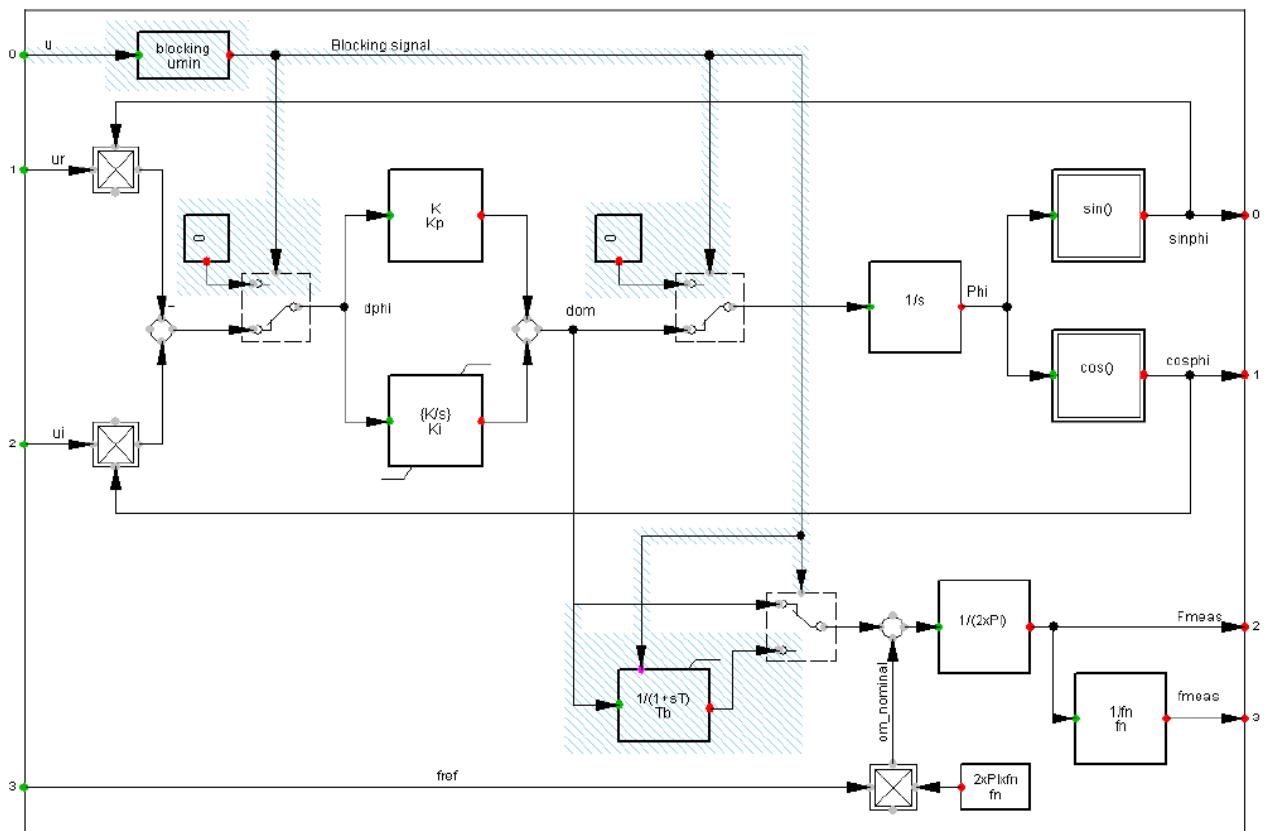 u
Blocking signal
blocking
umin
0
1
ur
K
Kp
0
0
sin()
0
sinphi
-
dphi
dom
1/s
Phi
{K/s}
Ki
cos()
cosphi
1
2
ui
1/(2xPI)
Fmeas
2
1/(1+sT)
Tb
om_nominal
1/fn
fn
fmeas
3
3
fref
2xPIxfn
fn